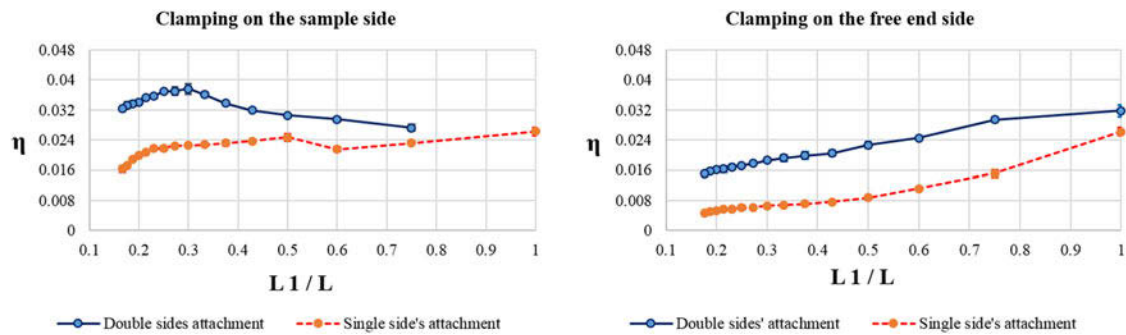 Clamping on the sample side
0.048
0.04
0.032
0.024
0.016
0.008
0
η
0.1 0.2 0.3 0.4 0.5 0.6 0.7 0.8 0.9 1
L 1 / L
Double sides attachment Single side's attachment
Clamping on the free end side
0.048
0.04
0.032
0.024
0.016
0.008
0
η
0.1 0.2 0.3 0.4 0.5 0.6 0.7 0.8 0.9 1
L 1 / L
Double sides' attachment Single side's attachment